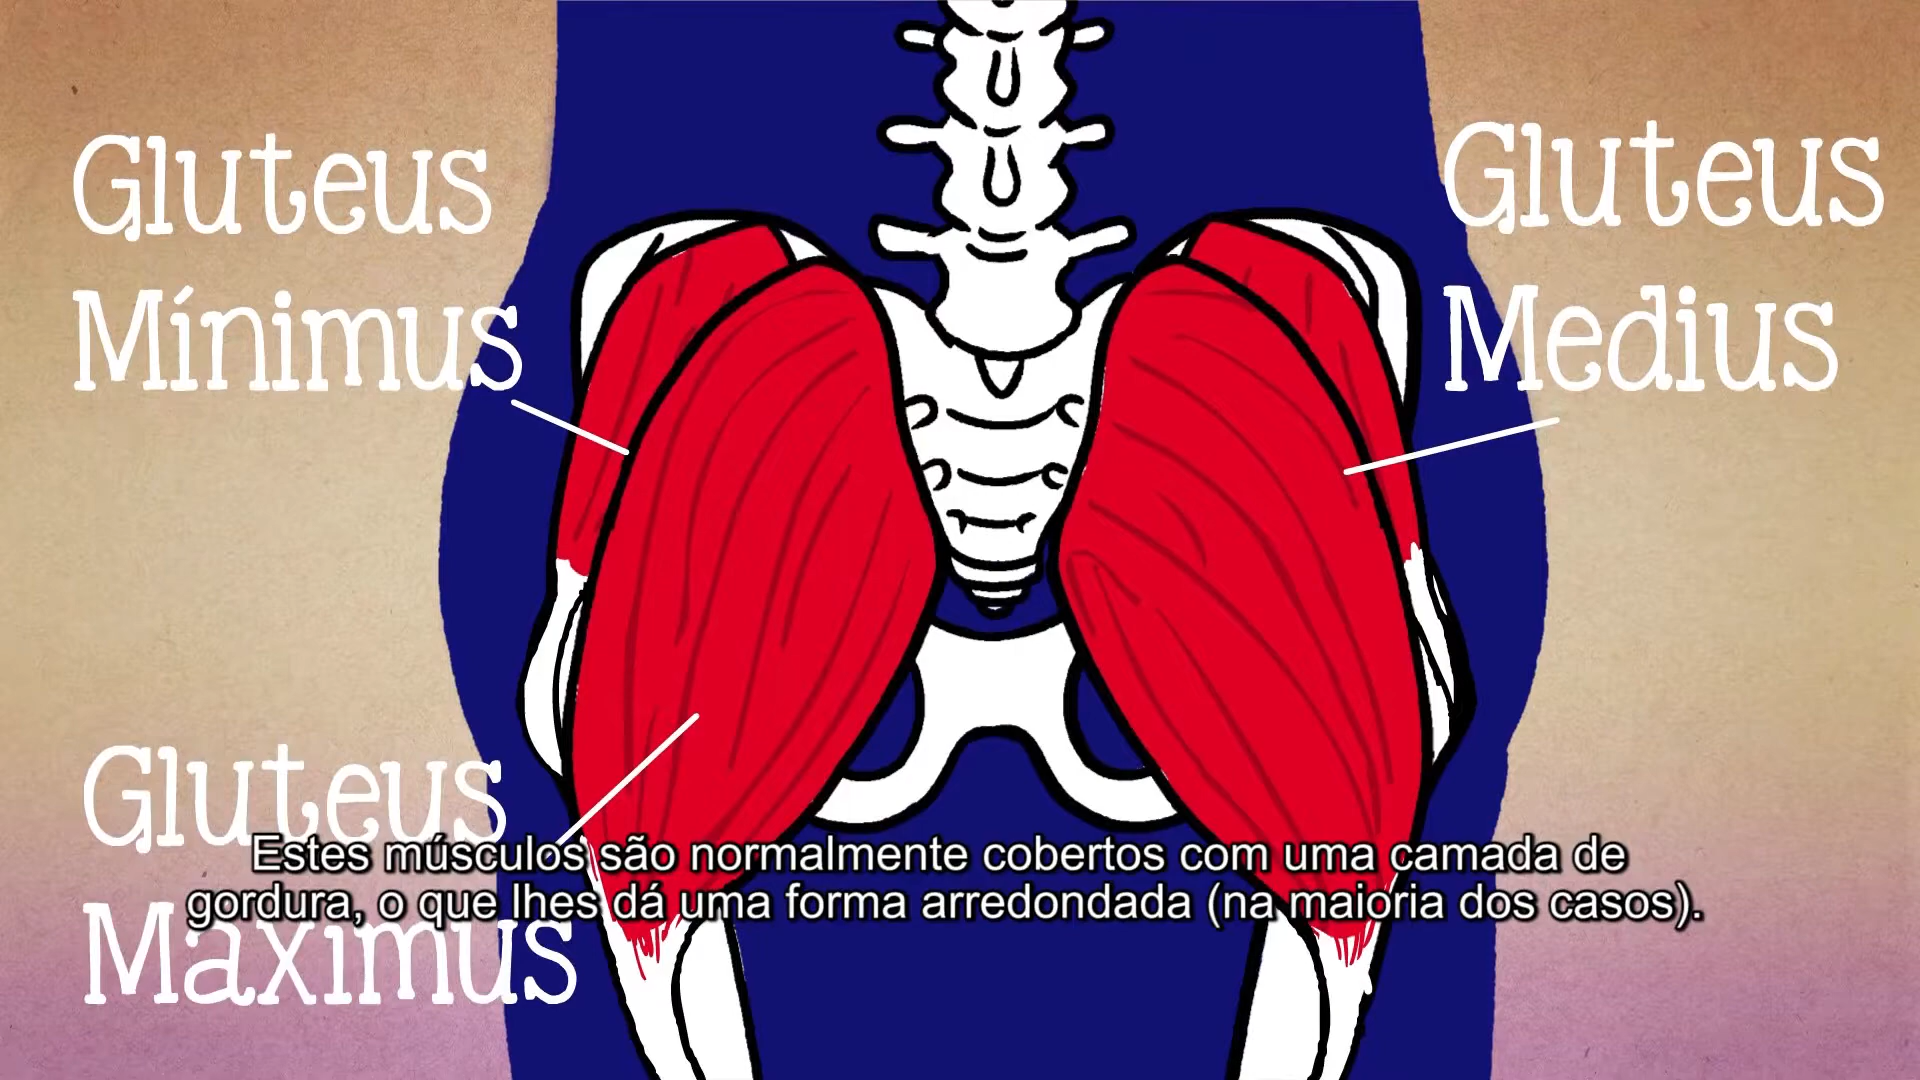 Gluteus
Mínimus
Gluteus
Medius
Gluteus
Maximus
Estes músculos são normalmente cobertos com uma camada de
gordura, o que lhes dá uma forma arredondada (na maioria dos casos).